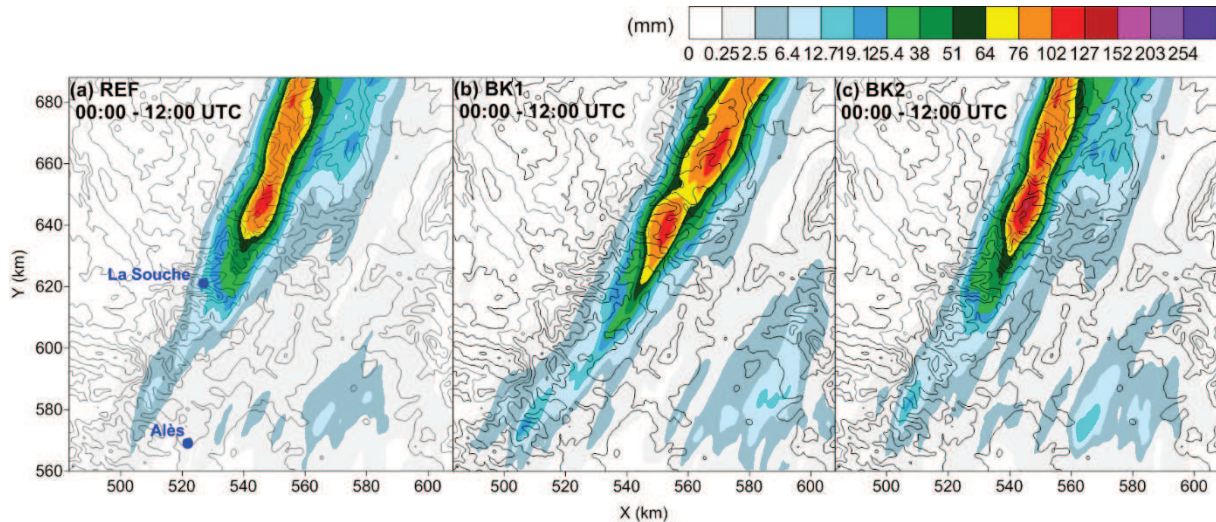 (mm)
0 0.25 2.5 6.4 12.7 19.1 25.4 38 51 64 76 102 127 152 203 254
(a) REF
00:00 - 12:00 UTC
(b) BK1
00:00 - 12:00 UTC
(c) BK2
00:00 - 12:00 UTC
680
660
640
620
600
580
560
Y (km)
La Souche
Alès
500 520 540 560 580 600
500 520 540 560 580 600
500 520 540 560 580 600
X (km)